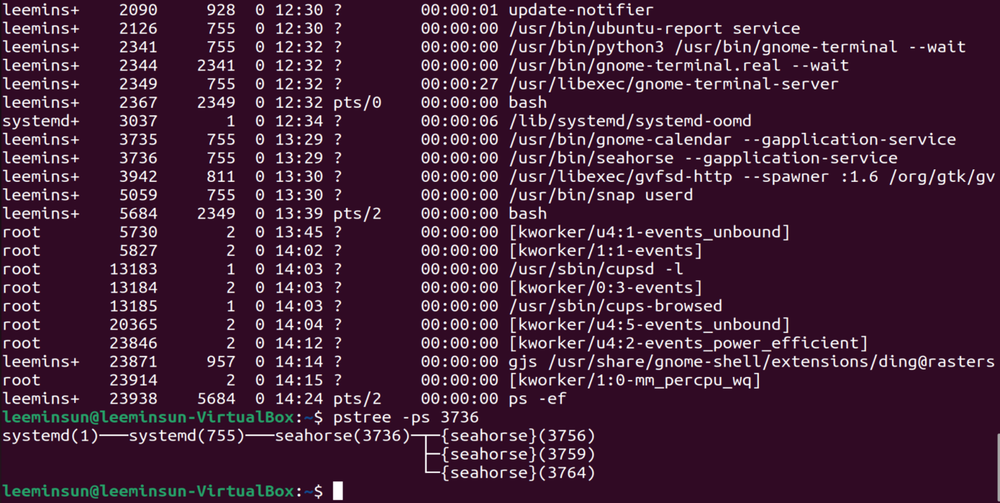 leemins+    2090     928  0 12:30 ?        00:00:01 update-notifier
leemins+    2126     755  0 12:30 ?        00:00:00 /usr/bin/ubuntu-report service
leemins+    2341     755  0 12:32 ?        00:00:00 /usr/bin/python3 /usr/bin/gnome-terminal --wait
leemins+    2344    2341  0 12:32 ?        00:00:00 /usr/bin/gnome-terminal.real --wait
leemins+    2349     755  0 12:32 ?        00:00:27 /usr/libexec/gnome-terminal-server
leemins+    2367    2349  0 12:32 pts/0    00:00:00 bash
systemd+    3037       1  0 12:34 ?        00:00:06 /lib/systemd/systemd-oomd
leemins+    3735     755  0 13:29 ?        00:00:00 /usr/bin/gnome-calendar --gapplication-service
leemins+    3736     755  0 13:29 ?        00:00:00 /usr/bin/seahorse --gapplication-service
leemins+    3942     811  0 13:30 ?        00:00:00 /usr/libexec/gvfsd-http --spawner :1.6 /org/gtk/gv
leemins+    5059     755  0 13:30 ?        00:00:00 /usr/bin/snap userd
leemins+    5684    2349  0 13:39 pts/2    00:00:00 bash
root        5730       2  0 13:45 ?        00:00:00 [kworker/u4:1-events_unbound]
root        5827       2  0 14:02 ?        00:00:00 [kworker/1:1-events]
root       13183       1  0 14:03 ?        00:00:00 /usr/sbin/cupsd -l
root       13184       2  0 14:03 ?        00:00:00 [kworker/0:3-events]
root       13185       1  0 14:03 ?        00:00:00 /usr/sbin/cups-browsed
root       20365       2  0 14:04 ?        00:00:00 [kworker/u4:5-events_unbound]
root       23846       2  0 14:12 ?        00:00:00 [kworker/u4:2-events_power_efficient]
leemins+   23871     957  0 14:14 ?        00:00:00 gjs /usr/share/gnome-shell/extensions/ding@rasters
root       23914       2  0 14:15 ?        00:00:00 [kworker/1:0-mm_percpu_wq]
leemins+   23938    5684  0 14:24 pts/2    00:00:00 ps -ef
leeminsun@leeminsun-VirtualBox:~$ pstree -ps 3736
systemd(1)───systemd(755)───seahorse(3736)─┬─{seahorse}(3756)
                                           ├─{seahorse}(3759)
                                           └─{seahorse}(3764)
leeminsun@leeminsun-VirtualBox:~$